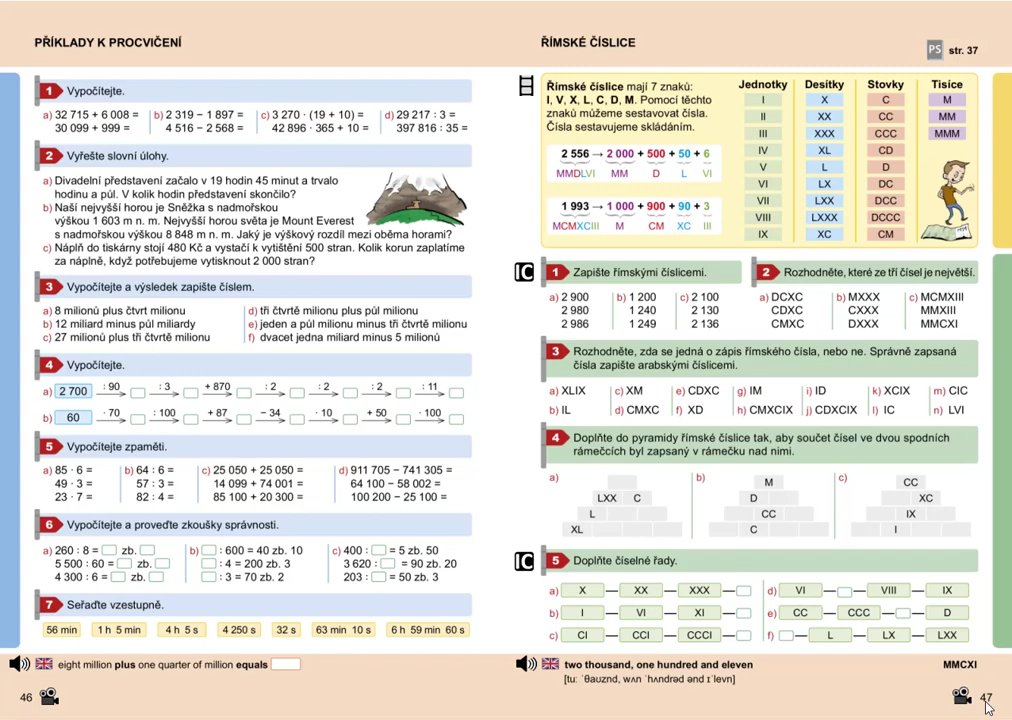 PŘÍKLADY K PROCVIČENÍ
1 Vypočítejte.
a) 32 715 + 6 008 = b) 2 319 − 1 897 = c) 3 270 · (19 + 10) = d) 29 217 : 3 =
30 099 + 999 = 4 516 − 2 568 = 42 896 · 365 + 10 = 397 816 : 35 =
2 Vyřešte slovní úlohy.
a) Divadelní představení začalo v 19 hodin 45 minut a trvalo
hodinu a půl. V kolik hodin představení skončilo?
b) Naší nejvyšší horou je Sněžka s nadmořskou
výškou 1 603 m n. m. Nejvyšší horou světa je Mount Everest
s nadmořskou výškou 8 848 m n. m. Jaký je výškový rozdíl mezi oběma horami?
c) Náplň do tiskárny stojí 480 Kč a vystačí k vytištění 500 stran. Kolik korun zaplatíme
za náplně, když potřebujeme vytisknout 2 000 stran?
3 Vypočítejte a výsledek zapište číslem.
a) 8 milionů plus čtvrt milionu d) tři čtvrtě milionu plus půl milionu
b) 12 miliard minus půl miliardy e) jeden a půl milionu minus tři čtvrtě milionu
c) 27 milionů plus tři čtvrtě milionu f) dvacet jedna miliard minus 5 milionů
4 Vypočítejte.
a) 2 700 : 90 : 3 + 870 : 2 : 2 : 2 : 11
b) 60 · 70 : 100 + 87 − 34 · 10 + 50 · 100
5 Vypočítejte zpaměti.
a) 85 · 6 = b) 64 : 6 = c) 25 050 + 25 050 = d) 911 705 − 741 305 =
49 · 3 = 57 : 3 = 14 099 + 74 001 = 64 100 − 58 002 =
23 · 7 = 82 : 4 = 85 100 + 20 300 = 100 200 − 25 100 =
6 Vypočítejte a proveďte zkoušky správnosti.
a) 260 : 8 = zb. b) : 600 = 40 zb. 10 c) 400 : = 5 zb. 50
5 500 : 60 = zb. : 4 = 200 zb. 3 3 620 : = 90 zb. 20
4 300 : 6 = zb. : 3 = 70 zb. 2 203 : = 50 zb. 3
7 Seřaďte vzestupně.
56 min 1 h 5 min 4 h 5 s 4 250 s 32 s 63 min 10 s 6 h 59 min 60 s
eight million plus one quarter of million equals
46
ŘÍMSKÉ ČÍSLICE
PS str. 37
Římské číslice mají 7 znaků:
I, V, X, L, C, D, M. Pomocí těchto
znaků můžeme sestavovat čísla.
Čísla sestavujeme skládáním.
2 556 → 2 000 + 500 + 50 + 6
MMDLVI MM D L VI
1 993 → 1 000 + 900 + 90 + 3
MCMXCIII M CM XC III
Jednotky Desítky Stovky Tisíce
I X C M
II XX CC MM
III XXX CCC MMM
IV XL CD
V L D
VI LX DC
VII LXX DCC
VIII LXXX DCCC
IX XC CM
1 Zapište římskými číslicemi.
a) 2 900 b) 1 200 c) 2 100
2 980 1 240 2 130
2 986 1 249 2 136
2 Rozhodněte, které ze tří čísel je největší.
a) DCXC b) MXXX c) MCMXIII
CDXC CXXX MMXIII
CMXC DXXX MMCXI
3 Rozhodněte, zda se jedná o zápis římského čísla, nebo ne. Správně zapsaná
čísla zapište arabskými číslicemi.
a) XLIX c) XM e) CDXC g) IM i) ID k) XCIX m) CIC
b) IL d) CMXC f) XD h) CMXCIX j) CDXCIX l) IC n) LVI
4 Doplňte do pyramidy římské číslice tak, aby součet čísel ve dvou spodních
rámečcích byl zapsaný v rámečku nad nimi.
a) b) c)
M CC
LXX C D XC
L CC IX
XL C I
5 Doplňte číselné řady.
a) X XX XXX d) VI VIII IX
b) I VI XI e) CC CCC D
c) CI CCI CCCI f) L LX LXX
two thousand, one hundred and eleven MMCXI
[tuː ˈθaʊznd, wʌn ˈhʌndrəd ənd ɪˈlevn]
47